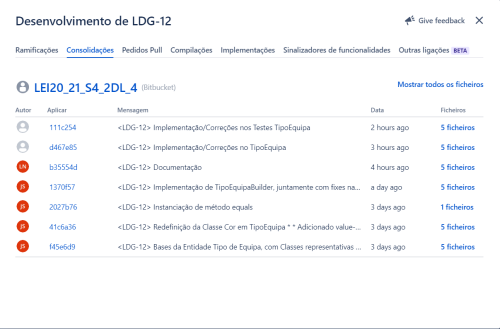 Desenvolvimento de LDG-12
Give feedback
Ramificações Consolidações Pedidos Pull Compilações Implementações Sinalizadores de funcionalidades Outras ligações BETA
LEI20_21_S4_2DL_4 (Bitbucket)
Mostrar todos os ficheiros
Autor Aplicar Mensagem Data Ficheiros
111c254 <LDG-12> Implementação/Correções nos Testes TipoEquipa 2 hours ago 5 ficheiros
d467e85 <LDG-12> Implementação/Correções no TipoEquipa 3 hours ago 5 ficheiros
LN b35554d <LDG-12> Documentação 4 hours ago 5 ficheiros
JS 1370f57 <LDG-12> Implementação de TipoEquipaBuilder, juntamente com fixes na... a day ago 5 ficheiros
JS 2027b76 <LDG-12> Instanciação de método equals 3 days ago 1 ficheiros
JS 41c6a36 <LDG-12> Redefinição da Classe Cor em TipoEquipa * * Adicionado value-... 3 days ago 5 ficheiros
JS f45e6d9 <LDG-12> Bases da Entidade Tipo de Equipa, com Classes representativas ... 3 days ago 5 ficheiros